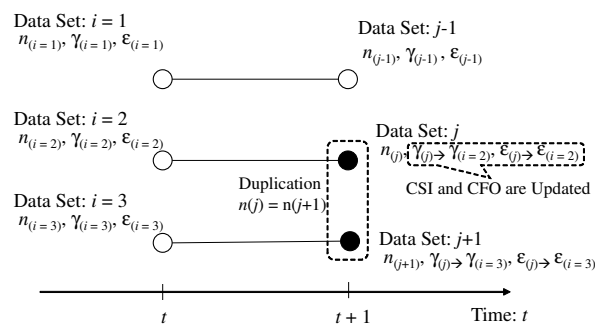 Data Set: i = 1
n(i = 1), γ(i = 1), ε(i = 1)
Data Set: j-1
n(j-1), γ(j-1) , ε(j-1)
Data Set: i = 2
n(i = 2), γ(i = 2), ε(i = 2)
Data Set: j
n(j), γ(j)→ γ(i = 2), ε(j)→ ε(i = 2)
CSI and CFO are Updated
Duplication
n(j) = n(j+1)
Data Set: i = 3
n(i = 3), γ(i = 3), ε(i = 3)
Data Set: j+1
n(j+1), γ(j)→ γ(i = 3), ε(j)→ ε(i = 3)
t
t + 1
Time: t